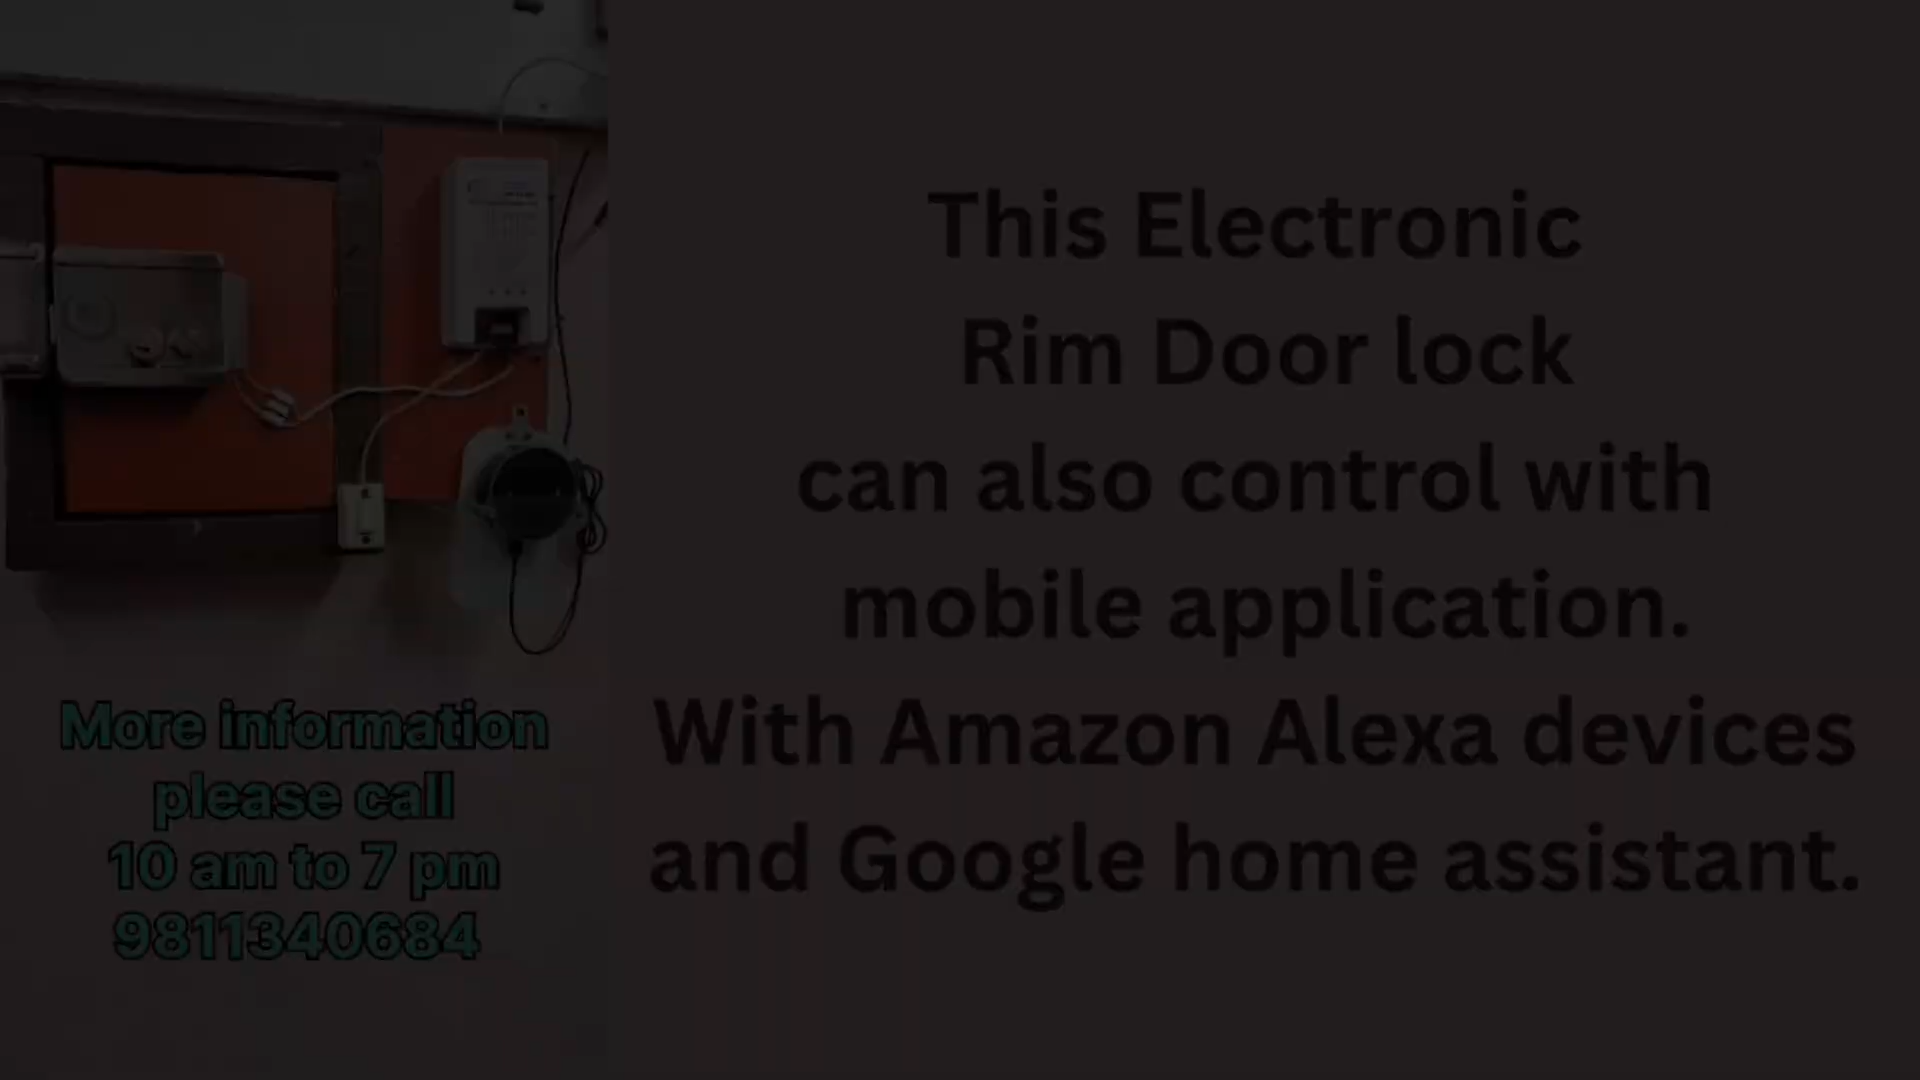 This Electronic
Rim Door lock
can also control with
mobile application.
With Amazon Alexa devices
and Google home assistant.
More information
please call
10 am to 7 pm
9811340684